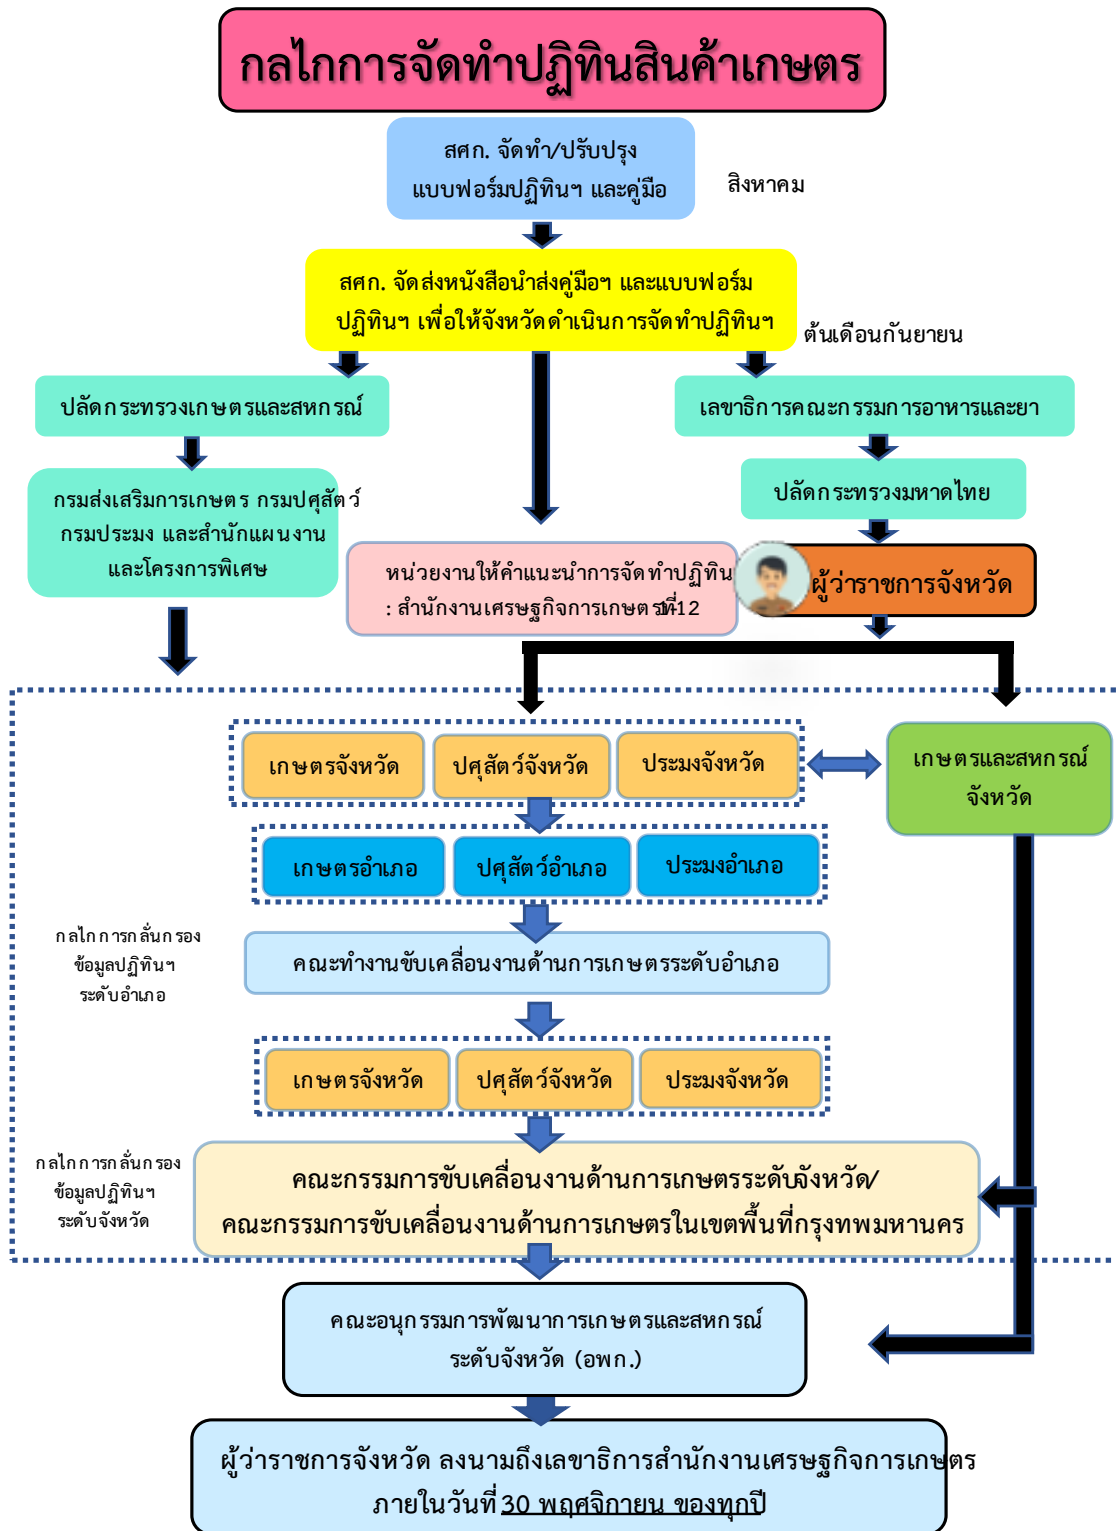 กลไกการจัดทำปฏิทินสินค้าเกษตร
สศก. จัดทำ/ปรับปรุง
แบบฟอร์มปฏิทินฯ และคู่มือ
สิงหาคม
สศก. จัดส่งหนังสือนำส่งคู่มือฯ และแบบฟอร์ม
ปฏิทินฯ เพื่อให้จังหวัดดำเนินการจัดทำปฏิทินฯ
ต้นเดือนกันยายน
ปลัดกระทรวงเกษตรและสหกรณ์
เลขาธิการคณะกรรมการอาหารและยา
กรมส่งเสริมการเกษตร กรมปศุสัตว์
กรมประมง และสำนักแผนงาน
และโครงการพิเศษ
ปลัดกระทรวงมหาดไทย
หน่วยงานให้คำแนะนำการจัดทำปฏิทิน
: สำนักงานเศรษฐกิจการเกษตรที่ 1-12
ผู้ว่าราชการจังหวัด
เกษตรจังหวัด
ปศุสัตว์จังหวัด
ประมงจังหวัด
เกษตรและสหกรณ์
จังหวัด
เกษตรอำเภอ
ปศุสัตว์อำเภอ
ประมงอำเภอ
กลไกการกลั่นกรอง
ข้อมูลปฏิทินฯ
ระดับอำเภอ
คณะทำงานขับเคลื่อนงานด้านการเกษตรระดับอำเภอ
เกษตรจังหวัด
ปศุสัตว์จังหวัด
ประมงจังหวัด
กลไกการกลั่นกรอง
ข้อมูลปฏิทินฯ
ระดับจังหวัด
คณะกรรมการขับเคลื่อนงานด้านการเกษตรระดับจังหวัด/
คณะกรรมการขับเคลื่อนงานด้านการเกษตรในเขตพื้นที่กรุงทพมหานคร
คณะอนุกรรมการพัฒนาการเกษตรและสหกรณ์
ระดับจังหวัด (อพก.)
ผู้ว่าราชการจังหวัด ลงนามถึงเลขาธิการสำนักงานเศรษฐกิจการเกษตร
ภายในวันที่ 30 พฤศจิกายน ของทุกปี